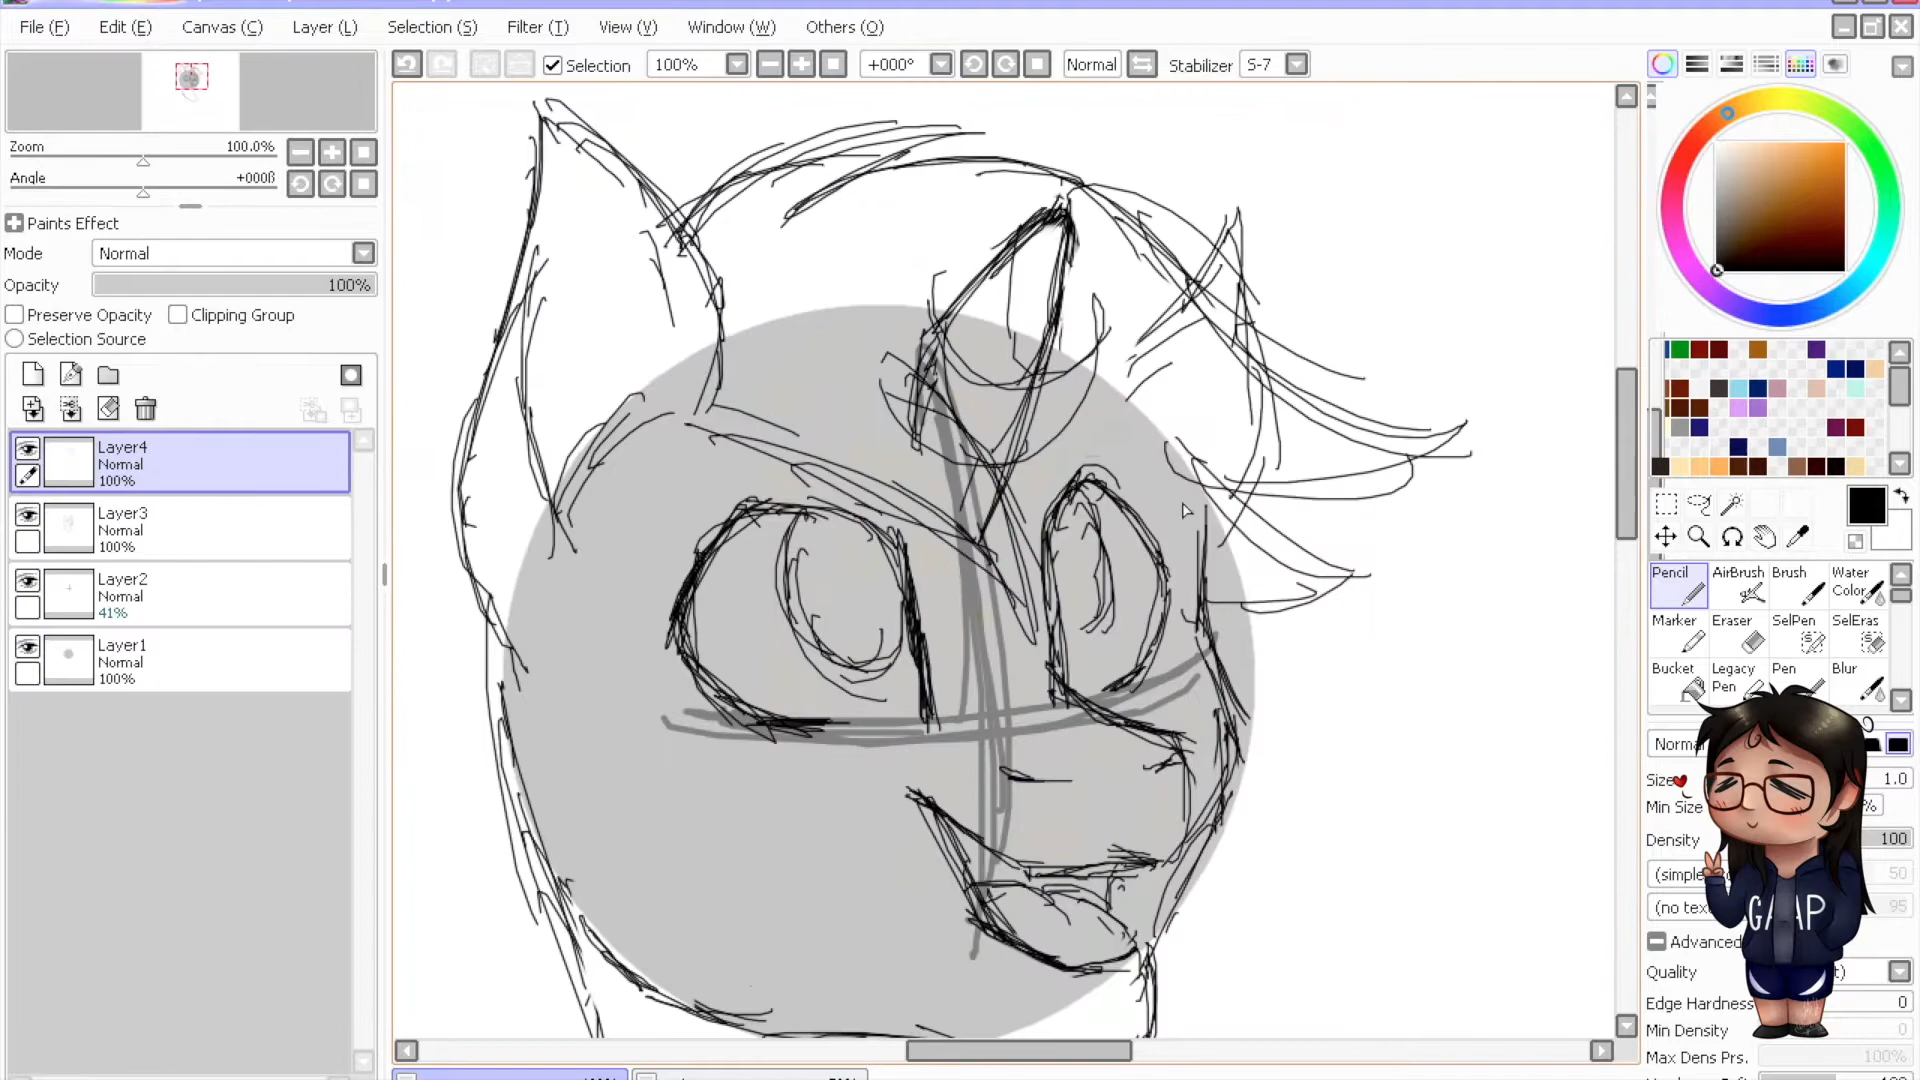 File (F) Edit (E) Canvas (C) Layer (L) Selection (S) Filter (T) View (V) Window (W) Others (O)
Selection 100% +000° Normal Stabilizer S-7
Zoom 100.0%
Angle +000ß
Paints Effect
Mode Normal
Opacity 100%
Preserve Opacity Clipping Group
Selection Source
Layer4
Normal
100%
Layer3
Normal
100%
Layer2
Normal
41%
Layer1
Normal
100%
Pencil AirBrush Brush Water
Color
Marker Eraser SelPen SelEras
Bucket Legacy Pen Blur
Pen
Size 1.0
Min Size %
Density 100
50
95
GAAP
Advanced
Quality
Edge Hardness 0
Min Density 0
Max Dens Prs. 100%